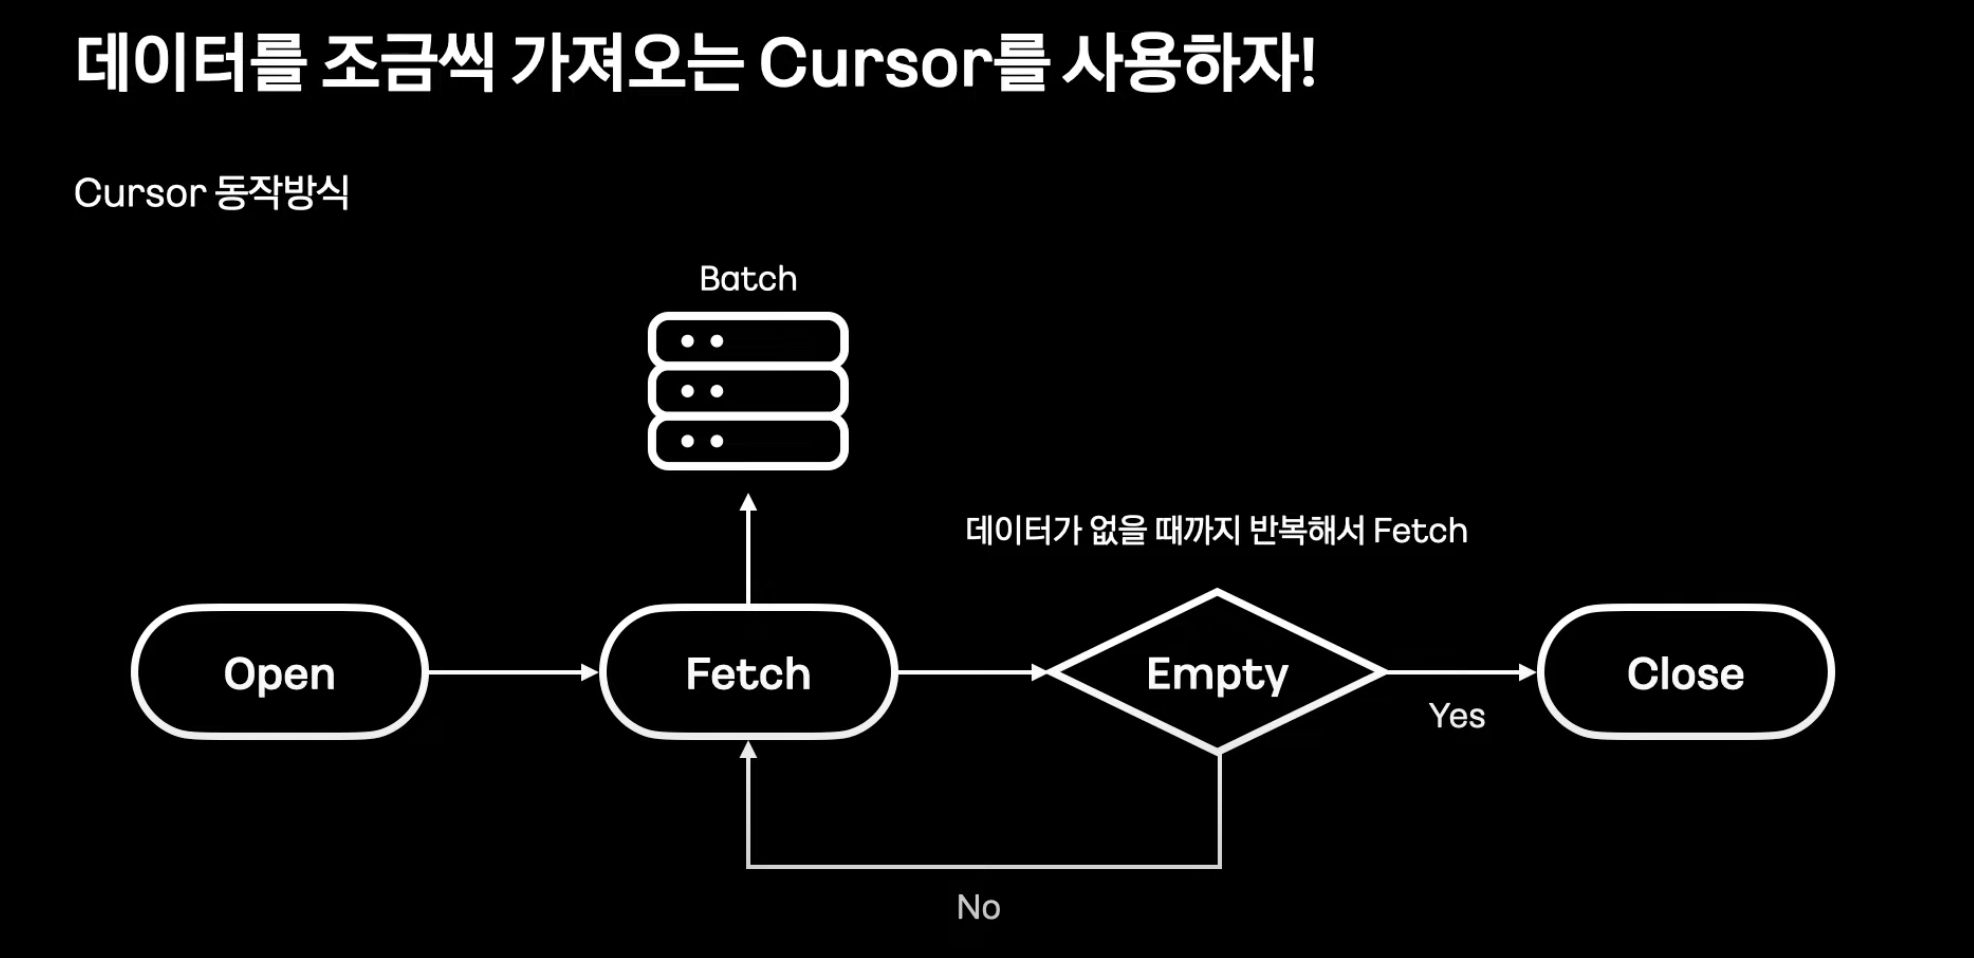 데이터를 조금씩 가져오는 Cursor를 사용하자!
Cursor 동작방식
Batch
데이터가 없을 때까지 반복해서 Fetch
Open
Fetch
Empty
Close
Yes
No